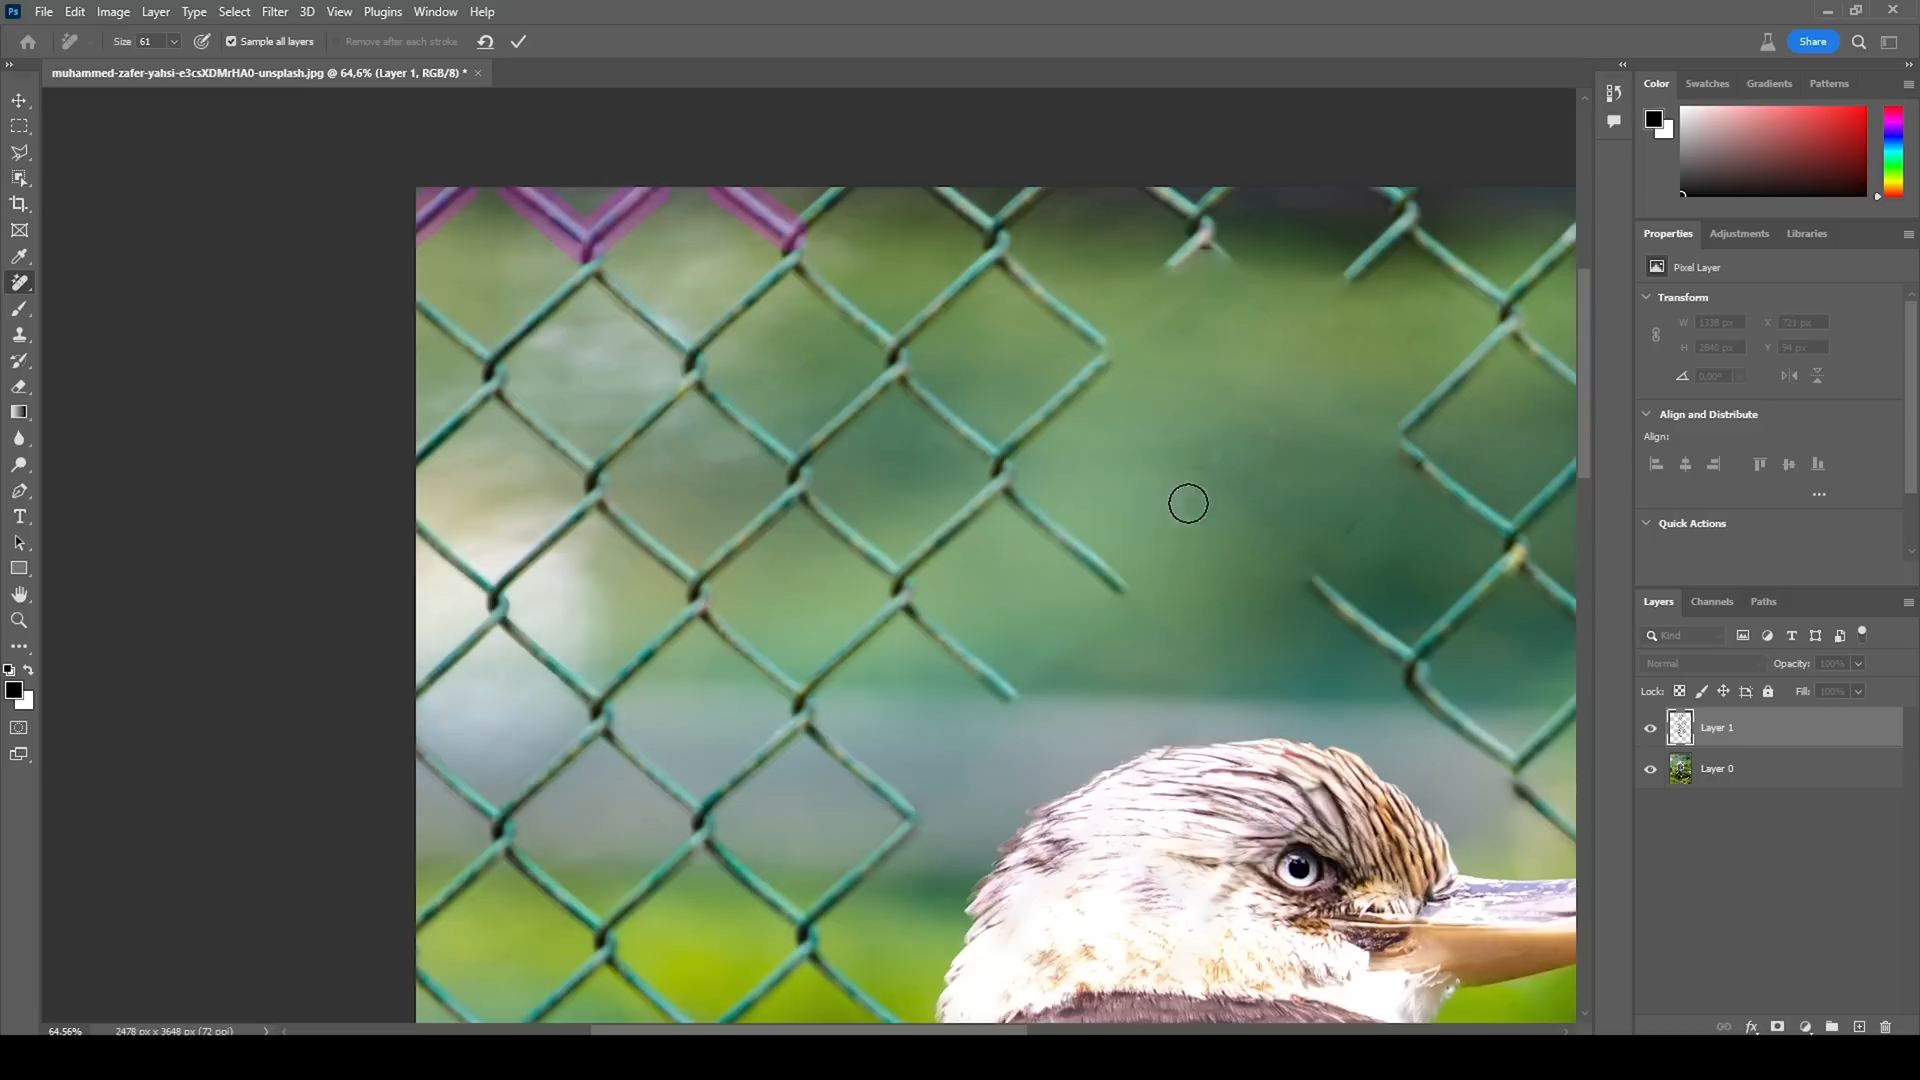 Ps File Edit Image Layer Type Select Filter 3D View Plugins Window Help
Size 61 Sample all layers Remove after each stroke Share
muhammed-zafer-yahsi-e3csXDMrHA0-unsplash.jpg @ 64,6% (Layer 1, RGB/8) *
Color Swatches Gradients Patterns
Properties Adjustments Libraries
Pixel Layer
Transform
W 1338 px X 721 px
H 2849 px Y 94 px
0,00°
Align and Distribute
Align:
Quick Actions
Layers Channels Paths
Kind
Normal Opacity: 100%
Lock: Fill: 100%
Layer 1
Layer 0
64,56% 2478 px x 3648 px (72 ppi)